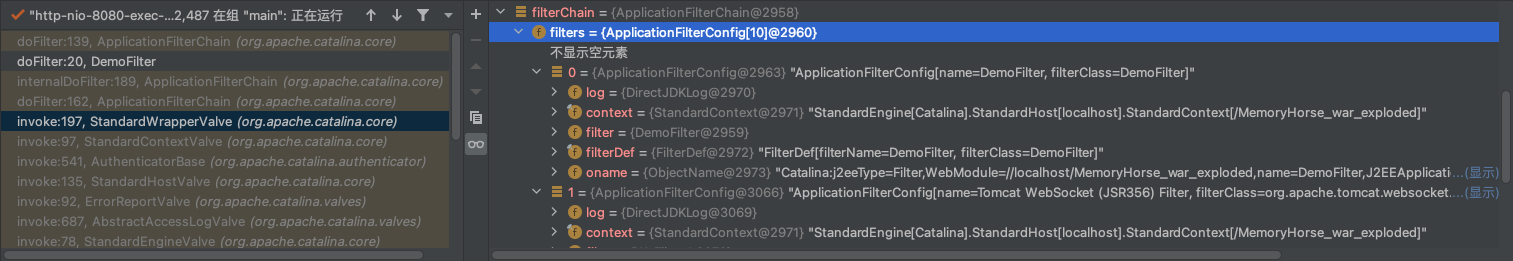 "http-nio-8080-exec-...2,487 在组 "main": 正在运行
doFilter:139, ApplicationFilterChain (org.apache.catalina.core)
doFilter:20, DemoFilter
internalDoFilter:189, ApplicationFilterChain (org.apache.catalina.core)
doFilter:162, ApplicationFilterChain (org.apache.catalina.core)
invoke:197, StandardWrapperValve (org.apache.catalina.core)
invoke:97, StandardContextValve (org.apache.catalina.core)
invoke:541, AuthenticatorBase (org.apache.catalina.authenticator)
invoke:135, StandardHostValve (org.apache.catalina.core)
invoke:92, ErrorReportValve (org.apache.catalina.valves)
invoke:687, AbstractAccessLogValve (org.apache.catalina.valves)
invoke:78, StandardEngineValve (org.apache.catalina.core)
filterChain = {ApplicationFilterChain@2958}
filters = {ApplicationFilterConfig[10]@2960}
不显示空元素
0 = {ApplicationFilterConfig@2963} "ApplicationFilterConfig[name=DemoFilter, filterClass=DemoFilter]"
log = {DirectJDKLog@2970}
context = {StandardContext@2971} "StandardEngine[Catalina].StandardHost[localhost].StandardContext[/MemoryHorse_war_exploded]"
filter = {DemoFilter@2959}
filterDef = {FilterDef@2972} "FilterDef[filterName=DemoFilter, filterClass=DemoFilter]"
oname = {ObjectName@2973} "Catalina:j2eeType=Filter,WebModule=//localhost/MemoryHorse_war_exploded,name=DemoFilter,J2EEApplicati...(显示)
1 = {ApplicationFilterConfig@3066} "ApplicationFilterConfig[name=Tomcat WebSocket (JSR356) Filter, filterClass=org.apache.tomcat.websocket....(显示)
log = {DirectJDKLog@3069}
context = {StandardContext@2971} "StandardEngine[Catalina].StandardHost[localhost].StandardContext[/MemoryHorse_war_exploded]"